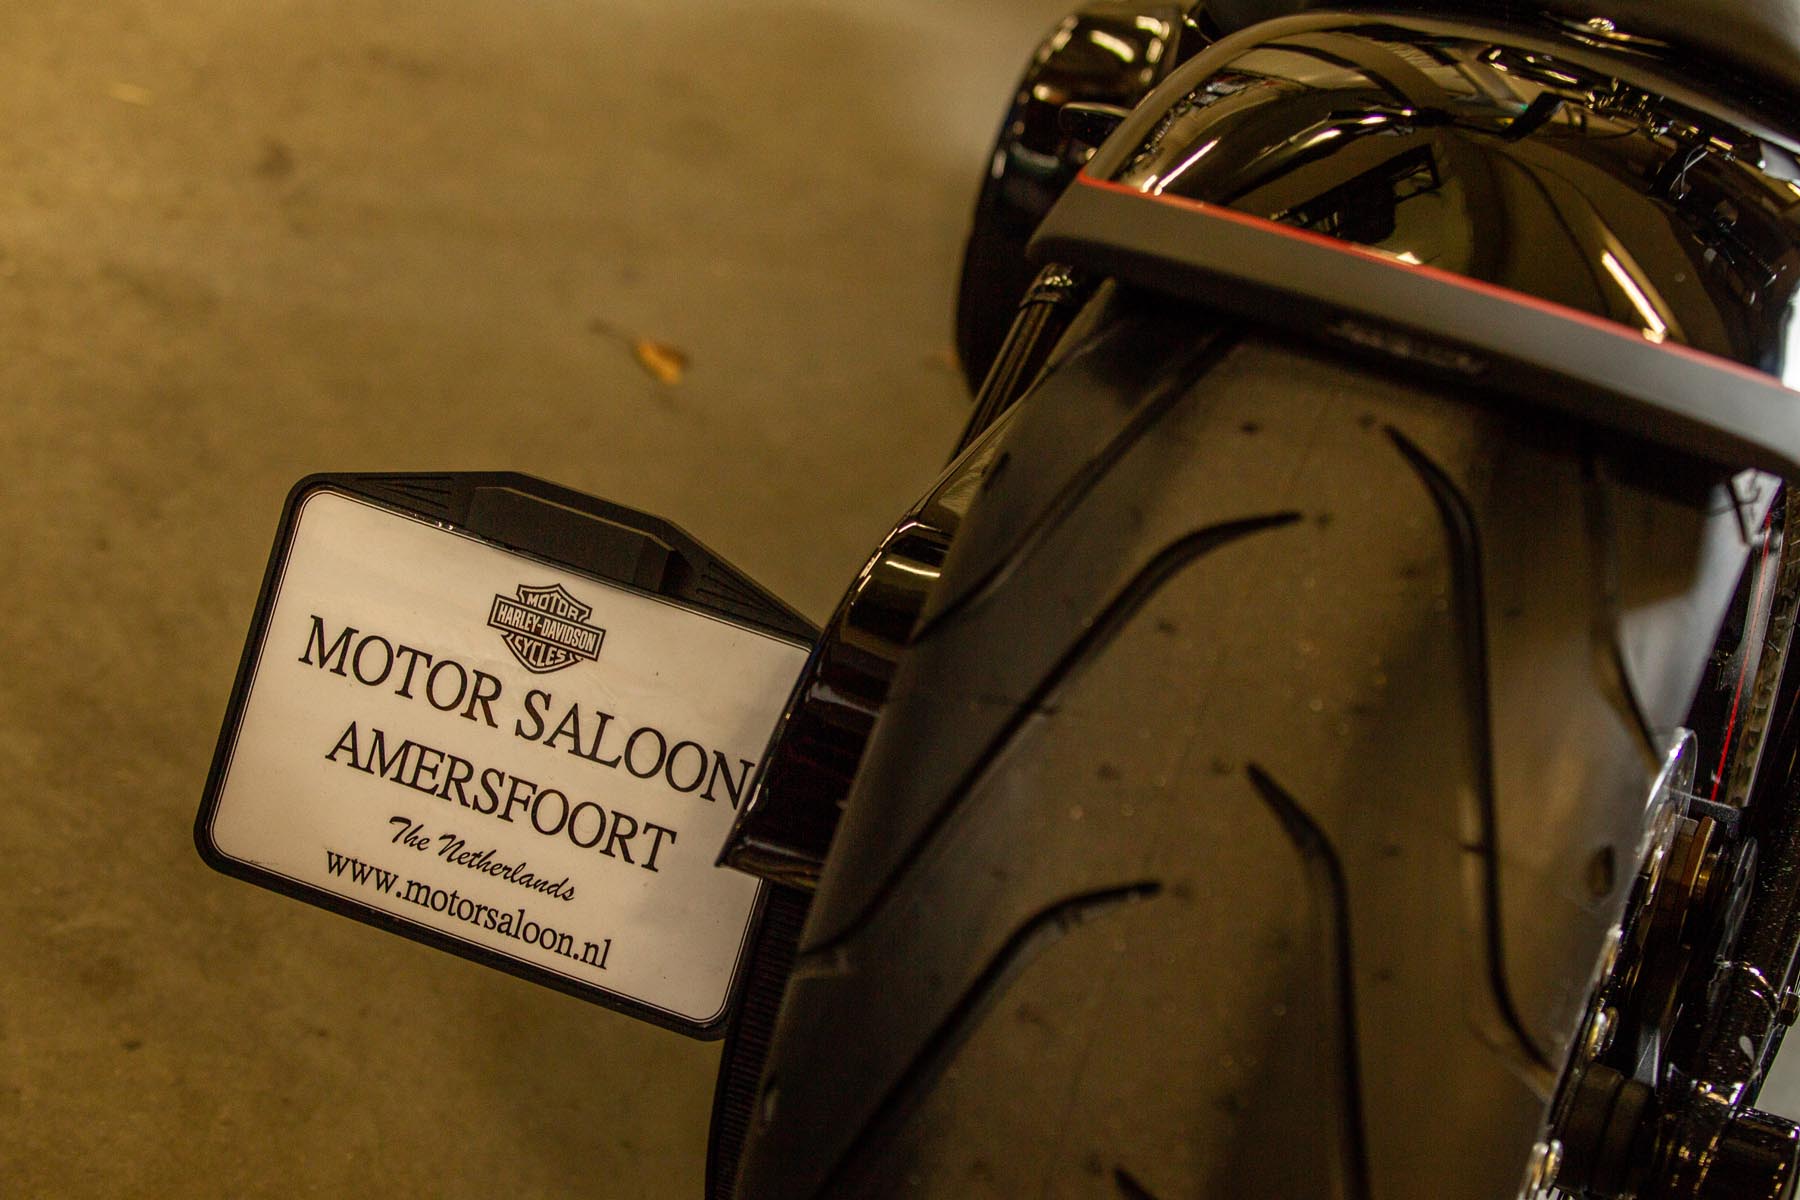 MOTOR
HARLEY-DAVIDSON
CYCLES
MOTOR SALOON
AMERSFOORT
The Netherlands
www.motorsaloon.nl